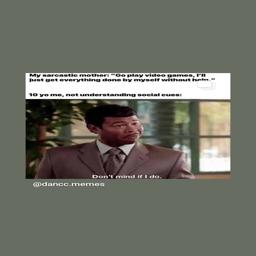 My sarcastic mother: "Go play video games, I'll
just get everything done by myself without help."
10 yo me, not understanding social cues:
Don't mind if I do.
@dancc.memes